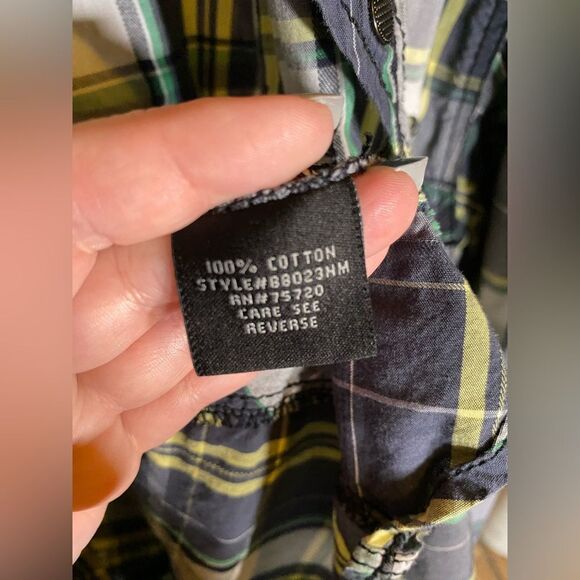 100% COTTON
STYLE#88023HM
RN#75720
CARE SEE
REVERSE